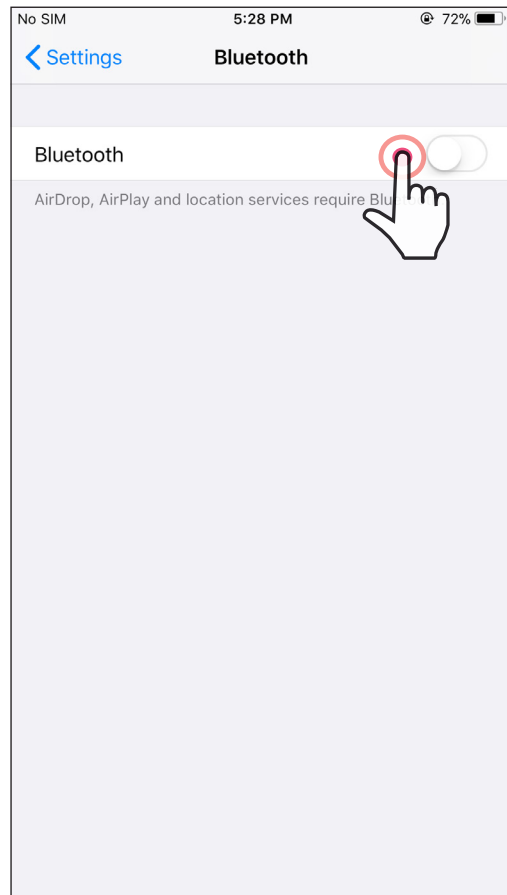 No SIM 5:28 PM 72%
Settings Bluetooth
Bluetooth
AirDrop, AirPlay and location services require